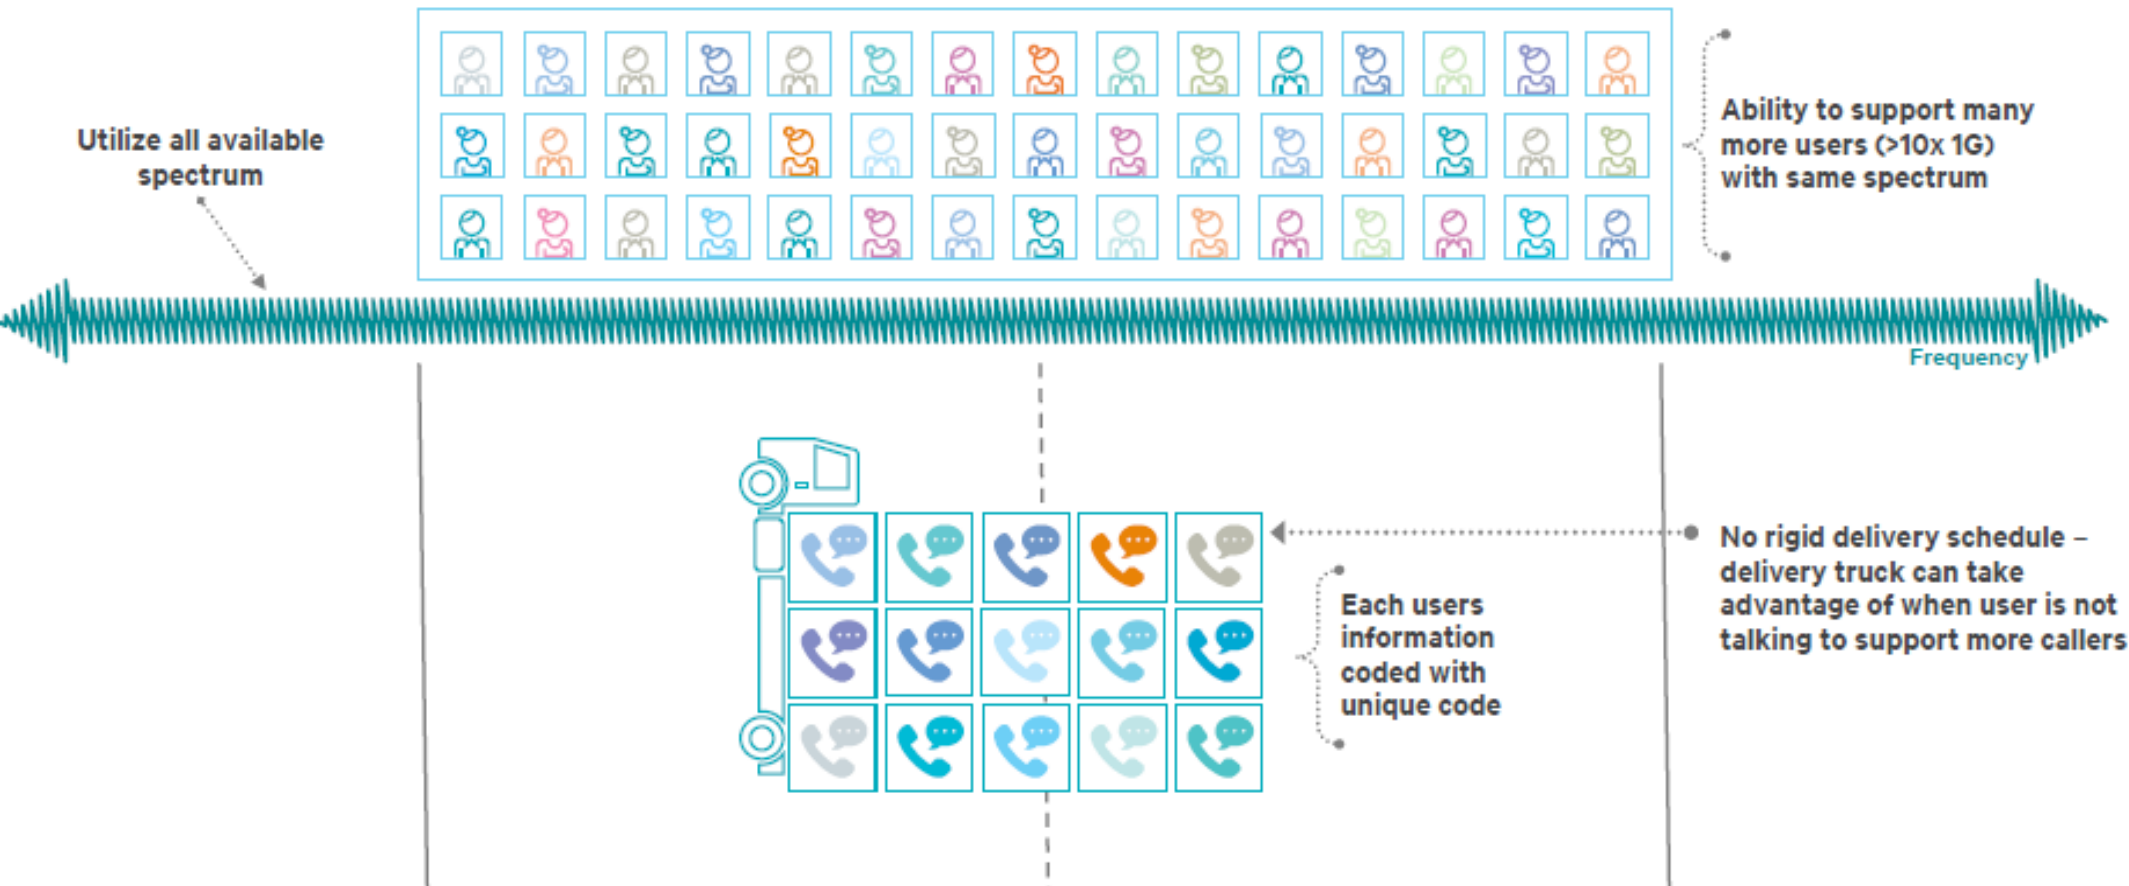 Utilize all available
spectrum
Ability to support many
more users (>10x 1G)
with same spectrum
Frequency
No rigid delivery schedule –
delivery truck can take
advantage of when user is not
talking to support more callers
Each users
information
coded with
unique code